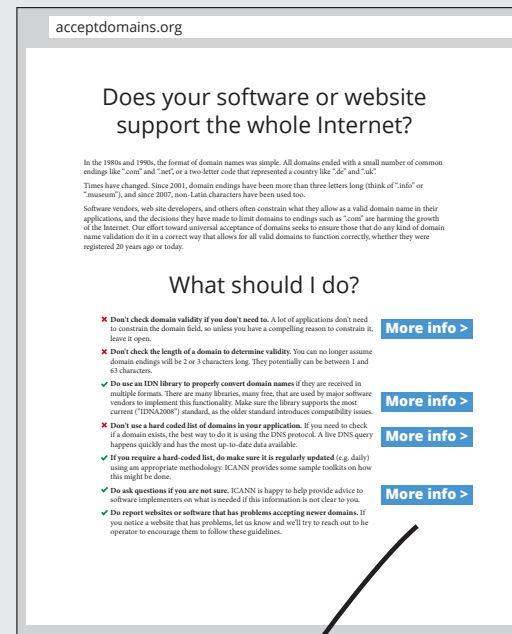 acceptdomains.org
Does your software or website
support the whole Internet?
In the 1980s and 1990s, the format of domain names was simple. All domains ended with a small number of common
endings like ".com" and ".net", or a two-letter code that represented a country like ".de" and ".uk".
Times have changed. Since 2001, domain endings have been more than three letters long (think of ".info" or
".museum"), and since 2007, non-Latin characters have been used too.
Software vendors, web site developers, and others often constrain what they allow as a valid domain name in their
applications, and the decisions they have made to limit domains to endings such as ".com" are harming the growth
of the Internet. Our effort toward universal acceptance of domains seeks to ensure those that do any kind of domain
name validation do it in a correct way that allows for all valid domains to function correctly, whether they were
registered 20 years ago or today.
What should I do?
Don't check domain validity if you don't need to. A lot of applications don't need
to constrain the domain field, so unless you have a compelling reason to constrain it,
leave it open.
More info >
Don't check the length of a domain to determine validity. You can no longer assume
domain endings will be 2 or 3 characters long. They potentially can be between 1 and
63 characters.
Do use an IDN library to properly convert domain names if they are received in
multiple formats. There are many libraries, many free, that are used by major software
vendors to implement this functionality. Make sure the library supports the most
current ("IDNA2008") standard, as the older standard introduces compatibility issues.
More info >
Don't use a hard coded list of domains in your application. If you need to check
if a domain exists, the best way to do it is using the DNS protocol. A live DNS query
happens quickly and has the most up-to-date data available.
More info >
If you require a hard-coded list, do make sure it is regularly updated (e.g. daily)
using am appropriate methodology. ICANN provides some sample toolkits on how
this might be done.
Do ask questions if you are not sure. ICANN is happy to help provide advice to
software implementers on what is needed if this information is not clear to you.
More info >
Do report websites or software that has problems accepting newer domains. If
you notice a website that has problems, let us know and we'll try to reach out to he
operator to encourage them to follow these guidelines.